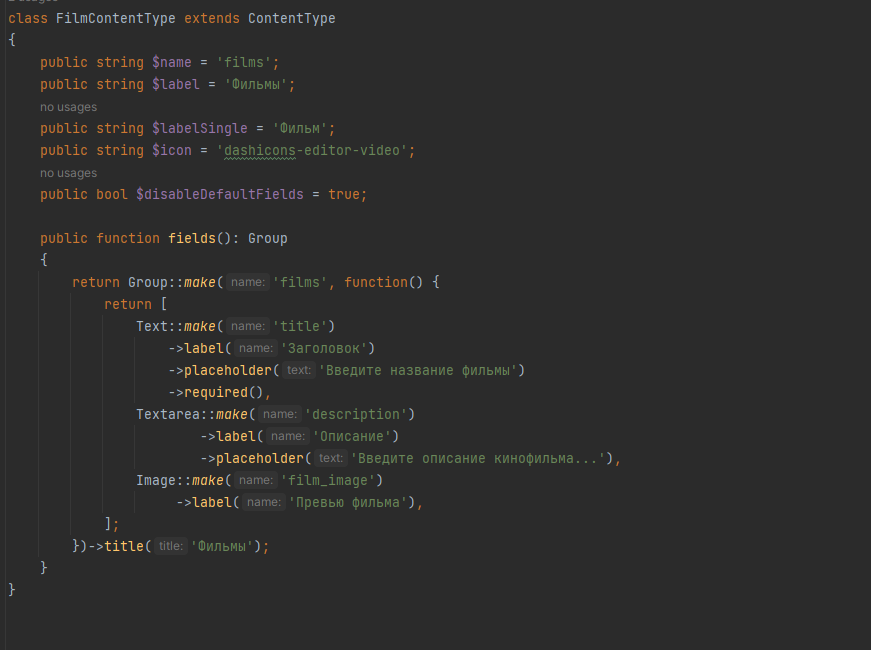 class FilmContentType extends ContentType
{
public string $name = 'films';
public string $label = 'Фильмы';
no usages
public string $labelSingle = 'Фильм';
public string $icon = 'dashicons-editor-video';
no usages
public bool $disableDefaultFields = true;
public function fields(): Group
{
return Group::make( name: 'films', function() {
return [
Text::make( name: 'title')
->label( name: 'Заголовок')
->placeholder( text: 'Введите название фильмы')
->required(),
Textarea::make( name: 'description')
->label( name: 'Описание')
->placeholder( text: 'Введите описание кинофильма...'),
Image::make( name: 'film_image')
->label( name: 'Превью фильма'),
];
})->title( title: 'Фильмы');
}
}